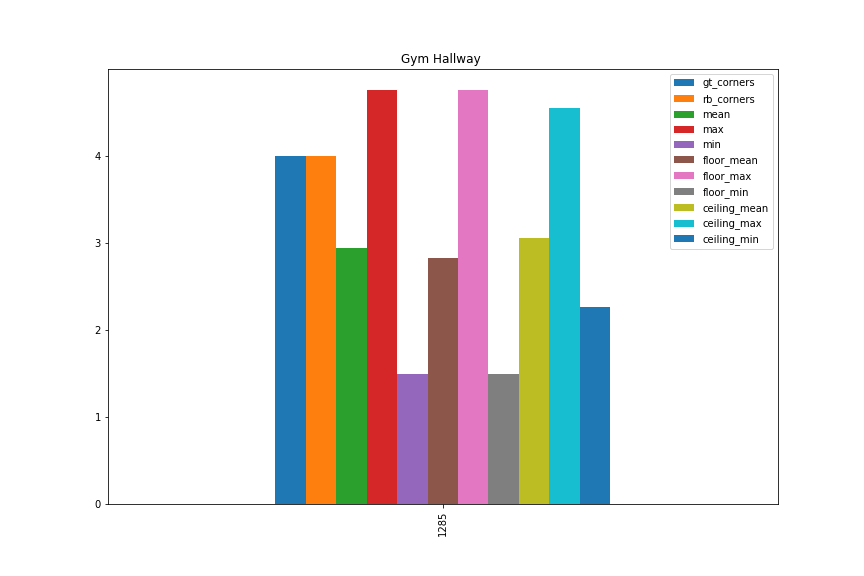 Gym Hallway
gt_corners
rb_corners
mean
max
min
floor_mean
floor_max
floor_min
ceiling_mean
ceiling_max
ceiling_min
4
3
2
1
0
1285